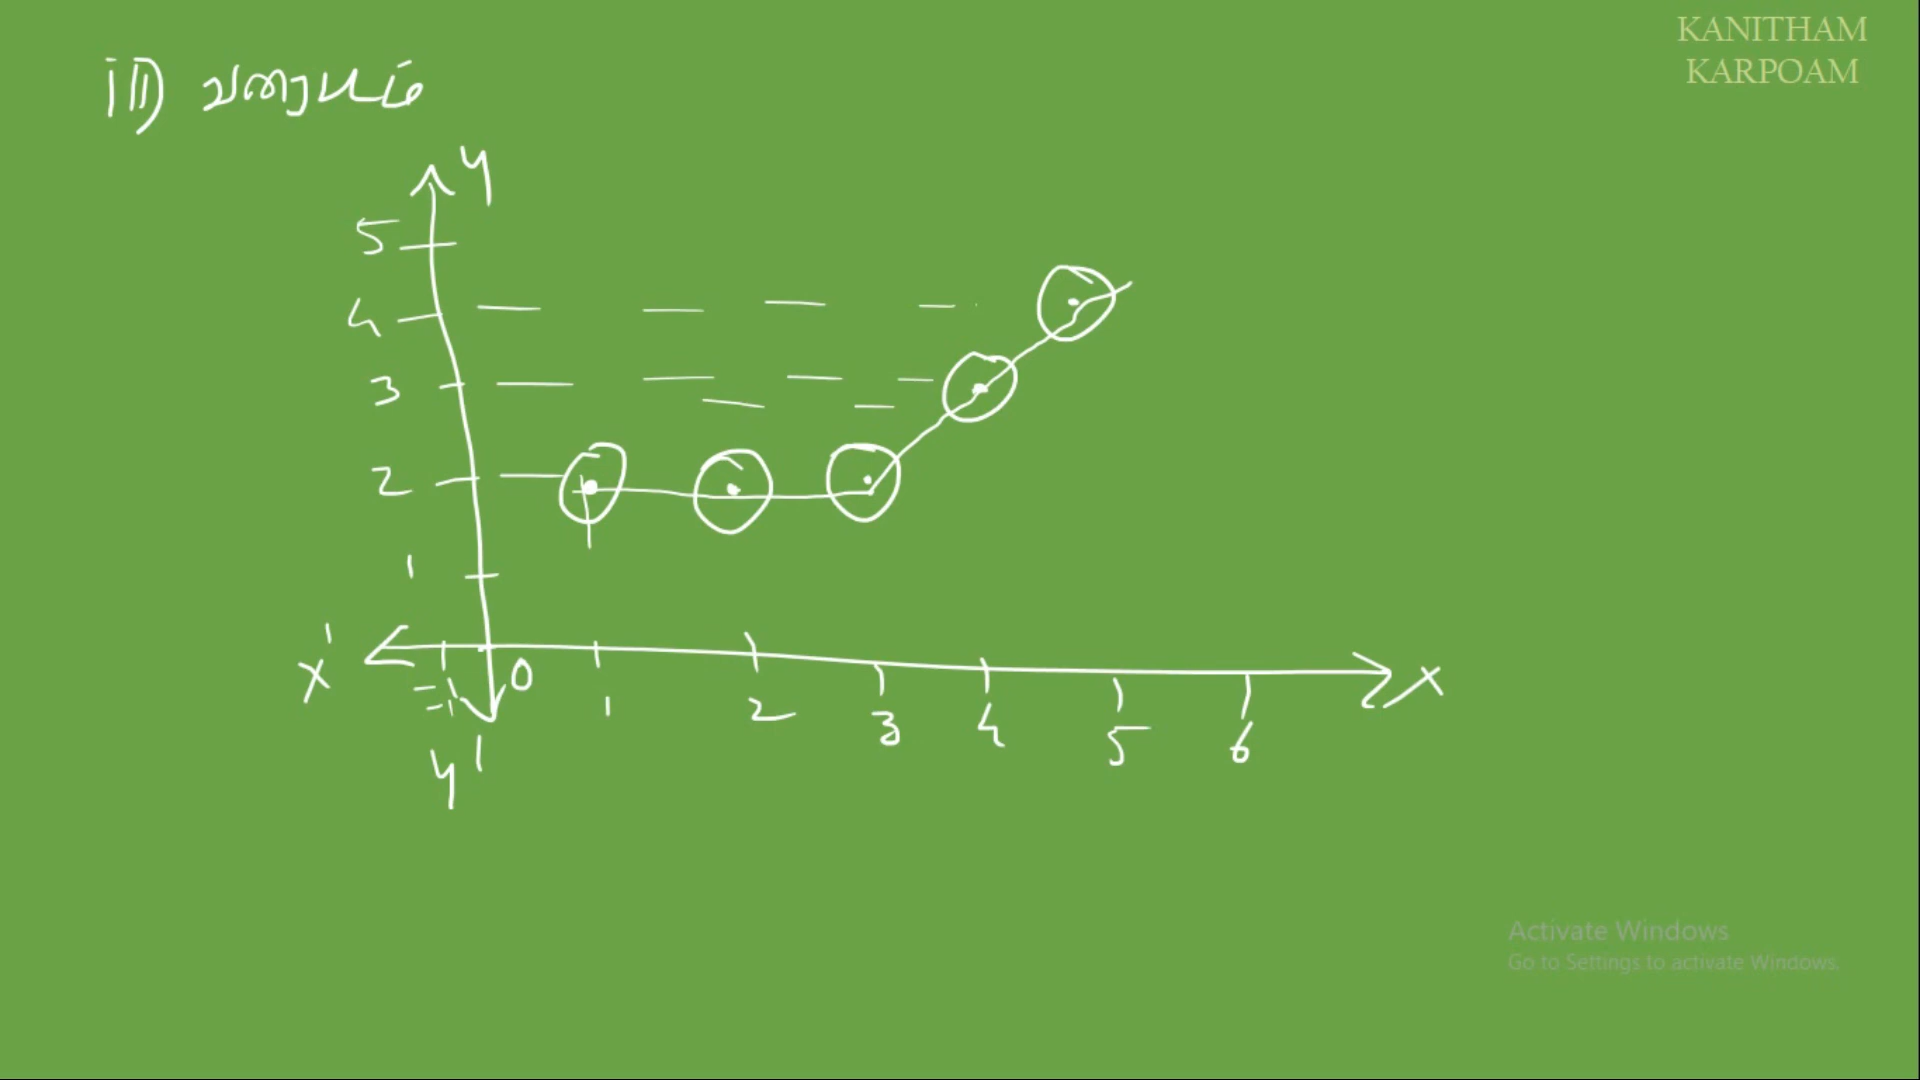 KANITHAM
KARPOAM
iii) வரைபடம்
Y
5
4
3
2
1
X'
-1
0
1
2
3
4
5
6
X
-1
Y'
Activate Windows
Go to Settings to activate Windows.